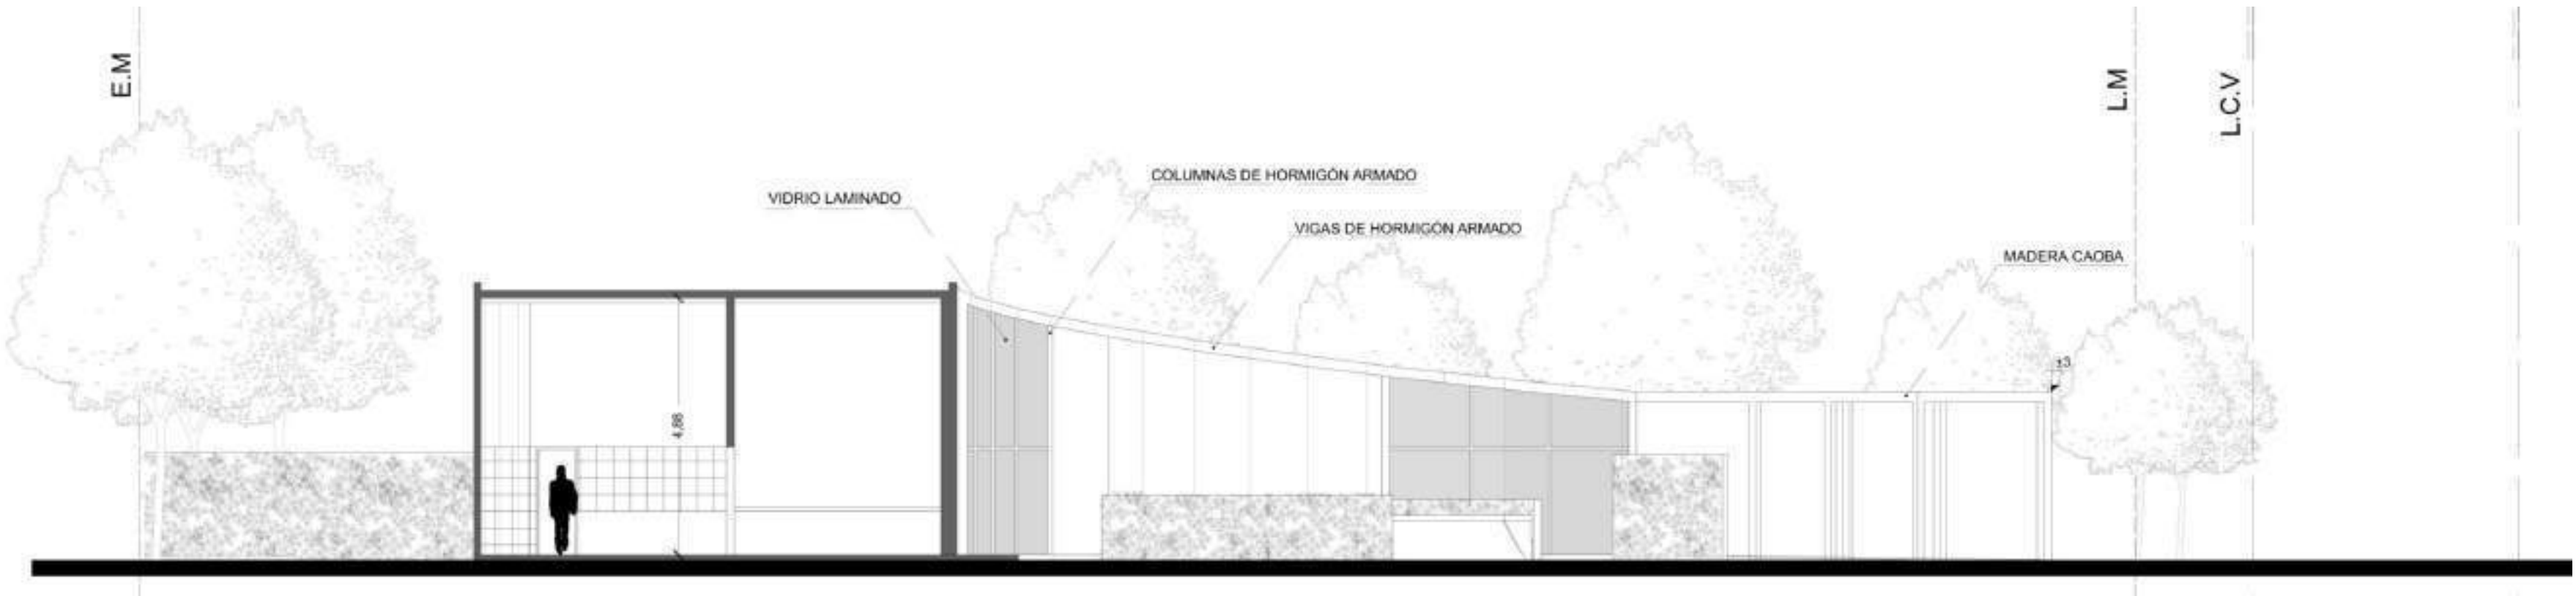 E.M
L.M
L.C.V
COLUMNAS DE HORMIGÓN ARMADO
VIDRIO LAMINADO
VIGAS DE HORMIGÓN ARMADO
MADERA CAOBA
±3
4,88